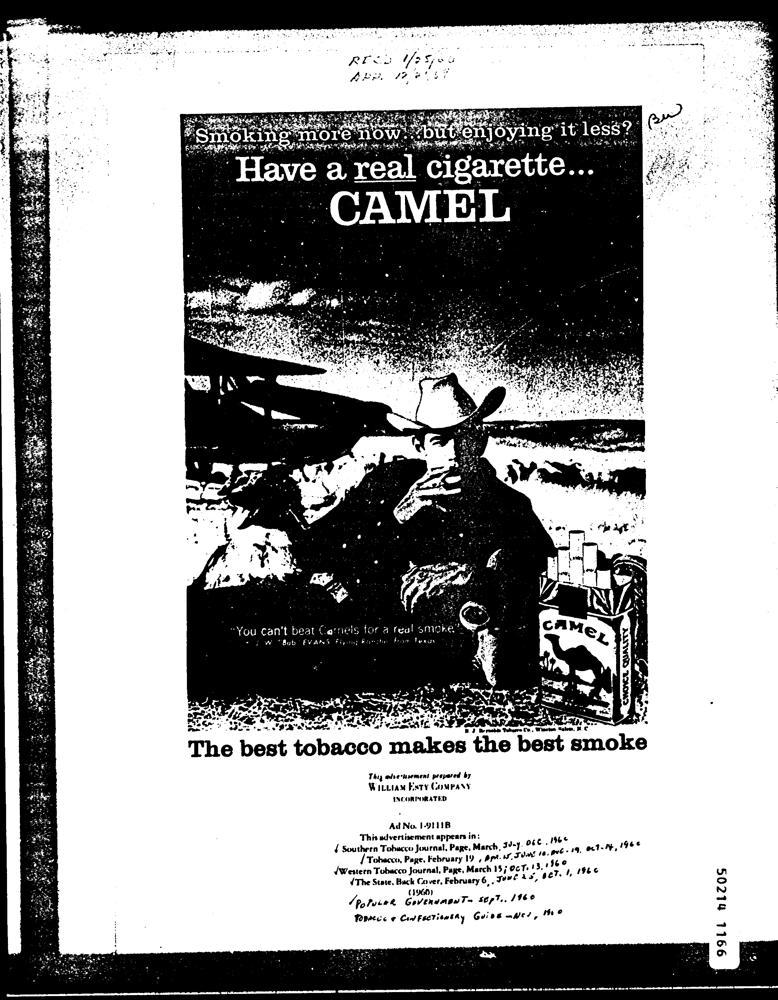 REC'D 1/25/60
APP.
Bw
Smoking more now...but enjoying it less?
Have a real cigarette...
CAMEL
"You can't beat Camels for a real smoke."
J. W. "Bob" EVANS Flying Rancher from Texas
CAMEL
R. J. Reynolds Tobacco Co., Winston-Salem, N. C.
The best tobacco makes the best smoke
This advertisement prepared by
WILLIAM ESTY COMPANY
INCORPORATED
Ad No. 1-9111B
This advertisement appears in:
√ Southern Tobacco Journal, Page, March, July, DEC, 1960
√ Tobacco, Page, February 19, Apr. 15, JUNE 10, AUG-19, OCT-14, 1960
√ Western Tobacco Journal, Page, March 15; OCT. 13, 1960
√ The State, Back Cover, February 6, JUNE 25, OCT. 1, 1960
(1960)
√ POPULAR GOVERNMENT - SEPT., 1960
TOBACCO + CONFECTIONERY GUIDE - NOV, 1960
50214 1166